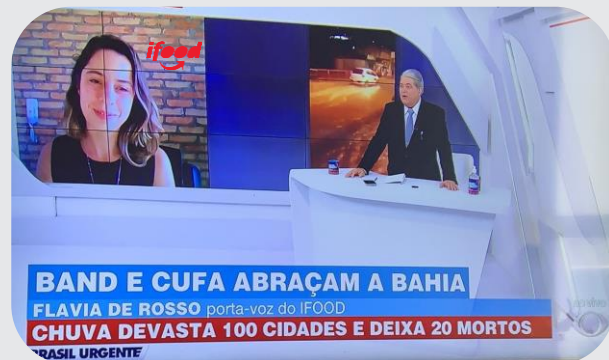 ifood
BAND E CUFA ABRAÇAM A BAHIA
FLAVIA DE ROSSO porta-voz do IFOOD
CHUVA DEVASTA 100 CIDADES E DEIXA 20 MORTOS
BRASIL URGENTE